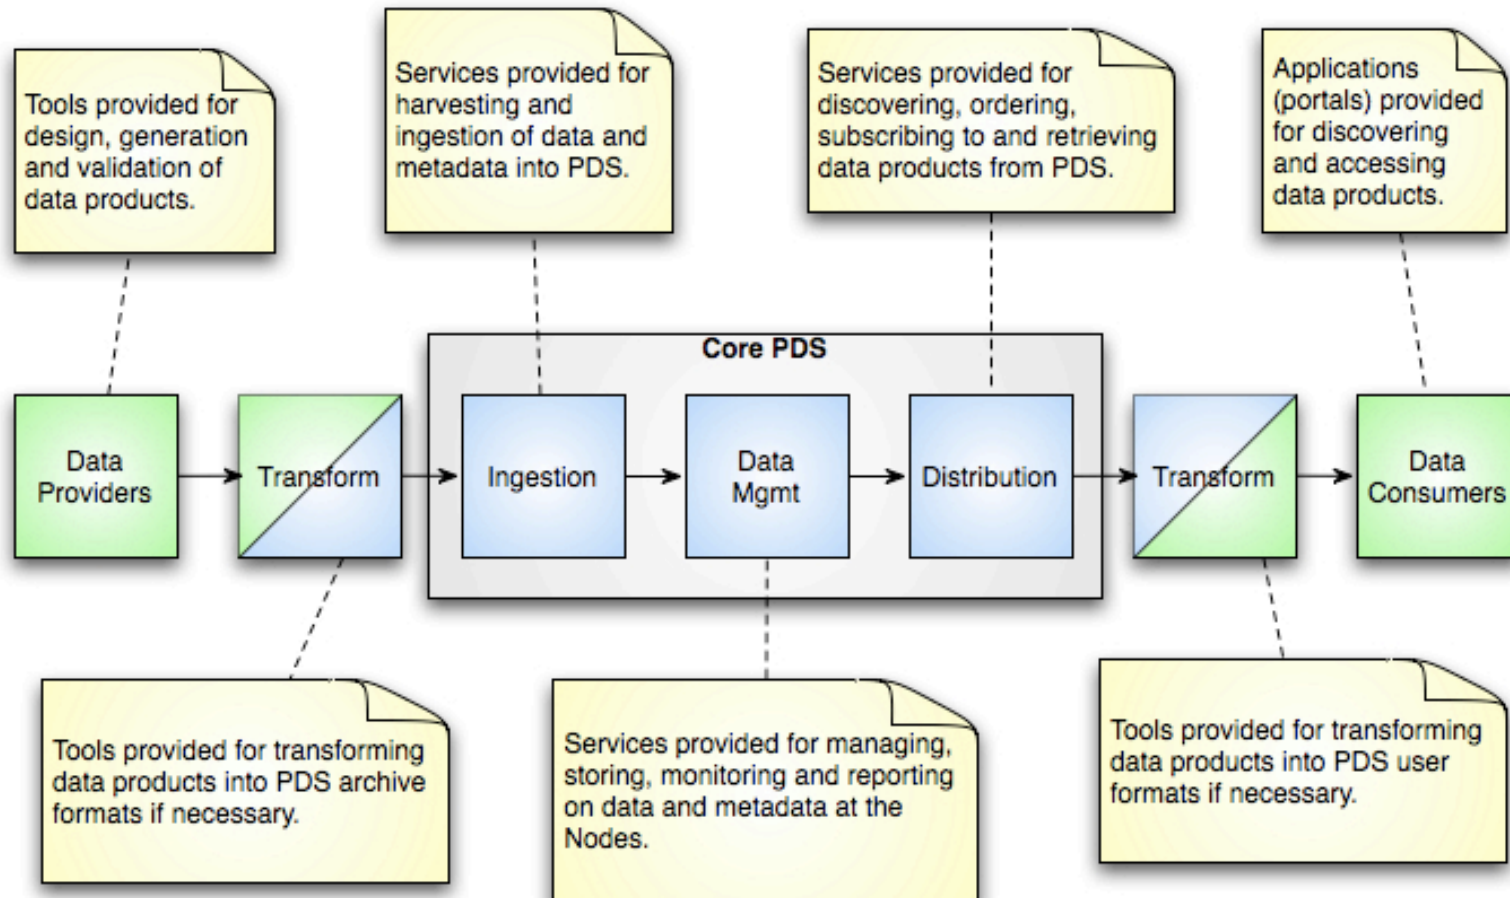 Tools provided for
design, generation
and validation of
data products.
Services provided for
harvesting and
ingestion of data and
metadata into PDS.
Services provided for
discovering, ordering,
subscribing to and retrieving
data products from PDS.
Applications
(portals) provided
for discovering
and accessing
data products.
Core PDS
Data
Providers
Transform
Ingestion
Data
Mgmt
Distribution
Transform
Data
Consumers
Tools provided for transforming
data products into PDS archive
formats if necessary.
Services provided for managing,
storing, monitoring and reporting
on data and metadata at the
Nodes.
Tools provided for transforming
data products into PDS user
formats if necessary.